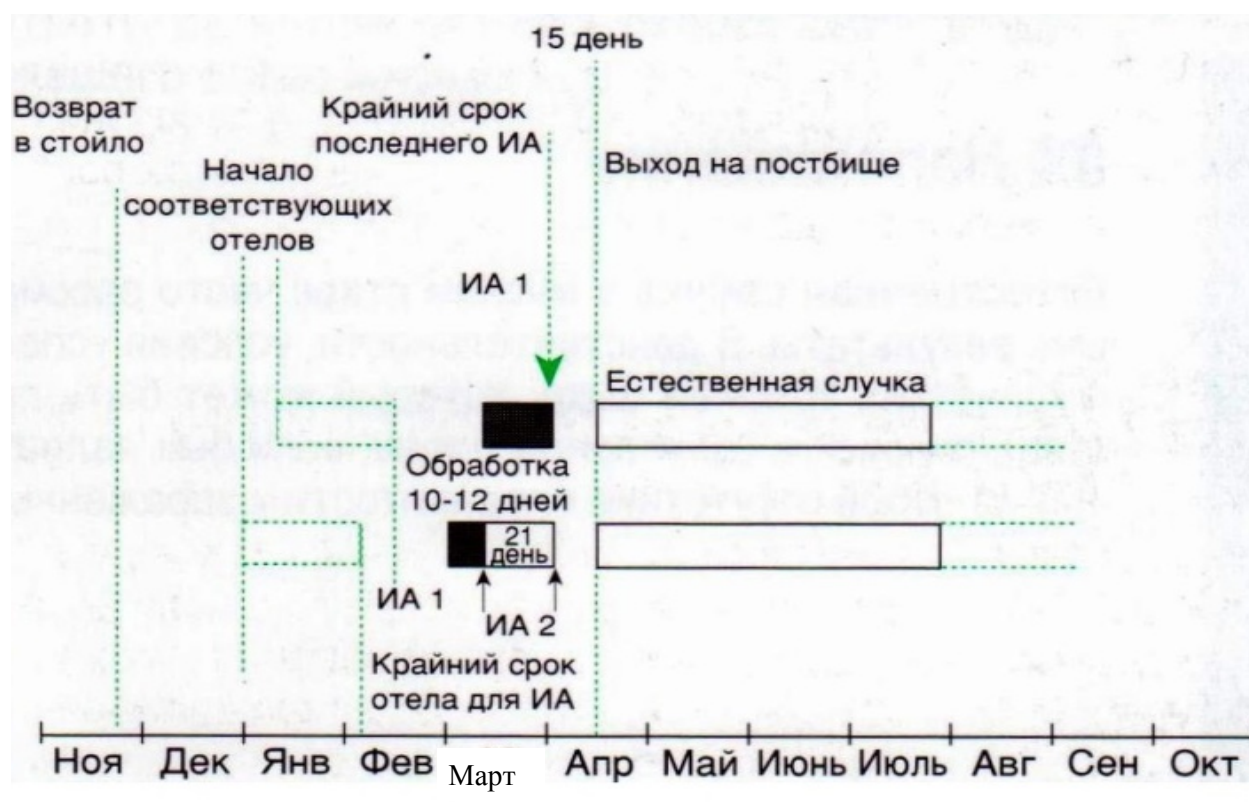 15 день
Возврат
в стойло
Крайний срок
последнего ИА
Выход на постбище
Начало
соответствующих
отелов
ИА 1
Естественная случка
Обработка
10-12 дней
21
день
ИА 1
ИА 2
Крайний срок
отела для ИА
Ноя Дек Янв Фев Март Апр Май Июнь Июль Авг Сен Окт